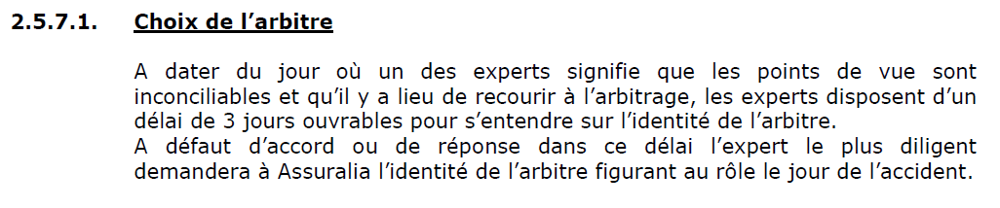 2.5.7.1. Choix de l’arbitre
A dater du jour où un des experts signifie que les points de vue sont
inconciliables et qu’il y a lieu de recourir à l’arbitrage, les experts disposent d’un
délai de 3 jours ouvrables pour s’entendre sur l’identité de l’arbitre.
A défaut d’accord ou de réponse dans ce délai l’expert le plus diligent
demandera à Assuralia l’identité de l’arbitre figurant au rôle le jour de l’accident.